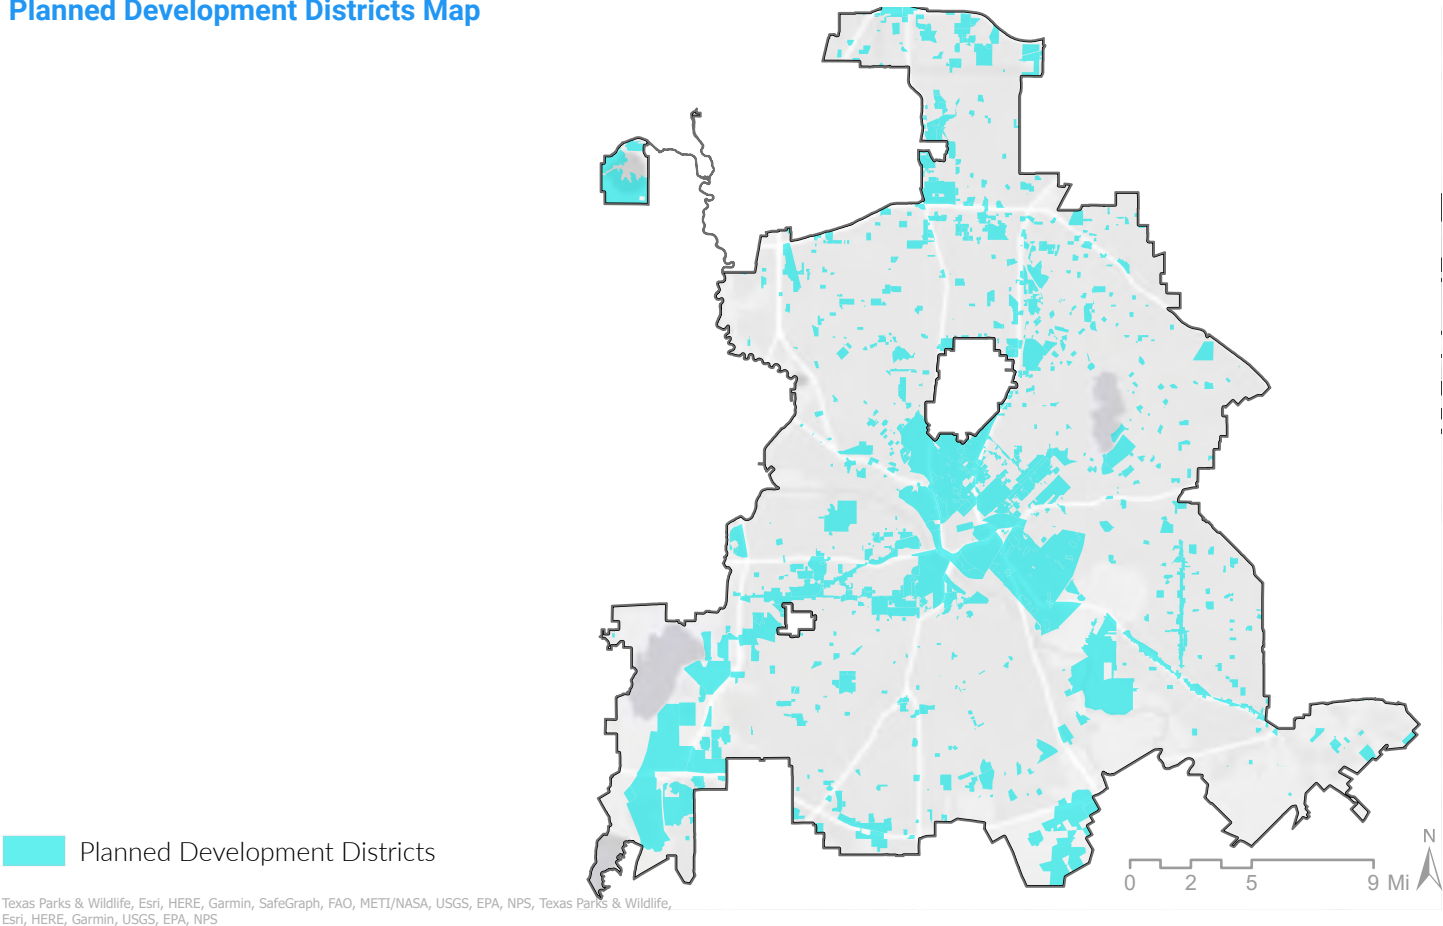 Planned Development Districts Map
Planned Development Districts
N
0 2 5 9 Mi
Texas Parks & Wildlife, Esri, HERE, Garmin, SafeGraph, FAO, METI/NASA, USGS, EPA, NPS, Texas Parks & Wildlife,
Esri, HERE, Garmin, USGS, EPA, NPS